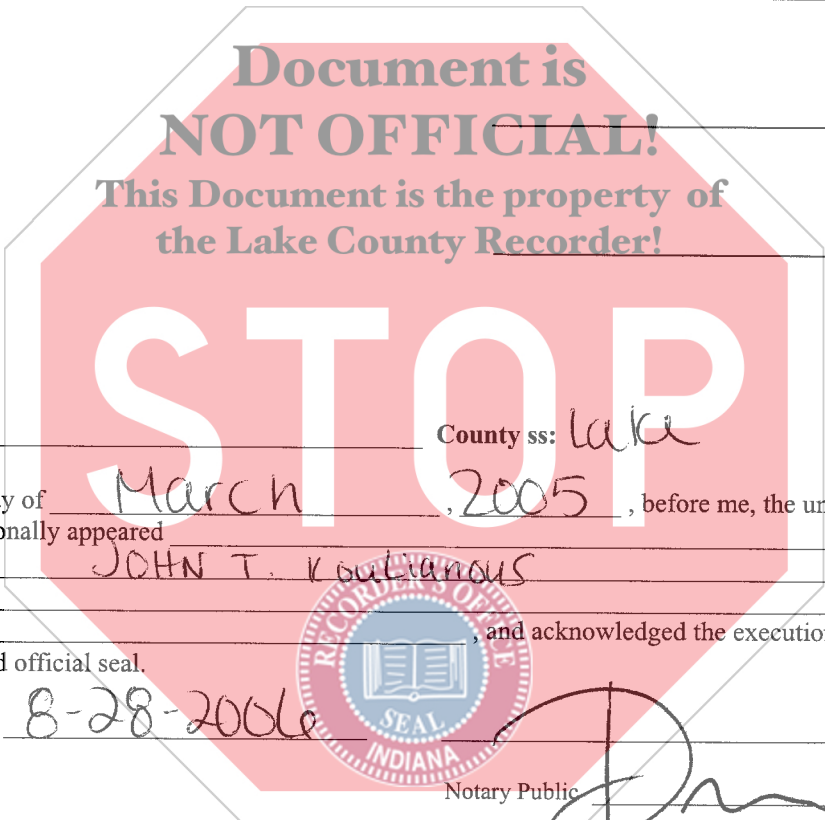 Document is
NOT OFFICIAL!
This Document is the property of
the Lake County Recorder!
STOP
County ss: Lake
y of March , 2005 , before me, the un
onally appeared
JOHN T. Koulianous
, and acknowledged the executio
d official seal.
8-28-2006
RECORDER'S OFFICE
SEAL
INDIANA
Notary Public